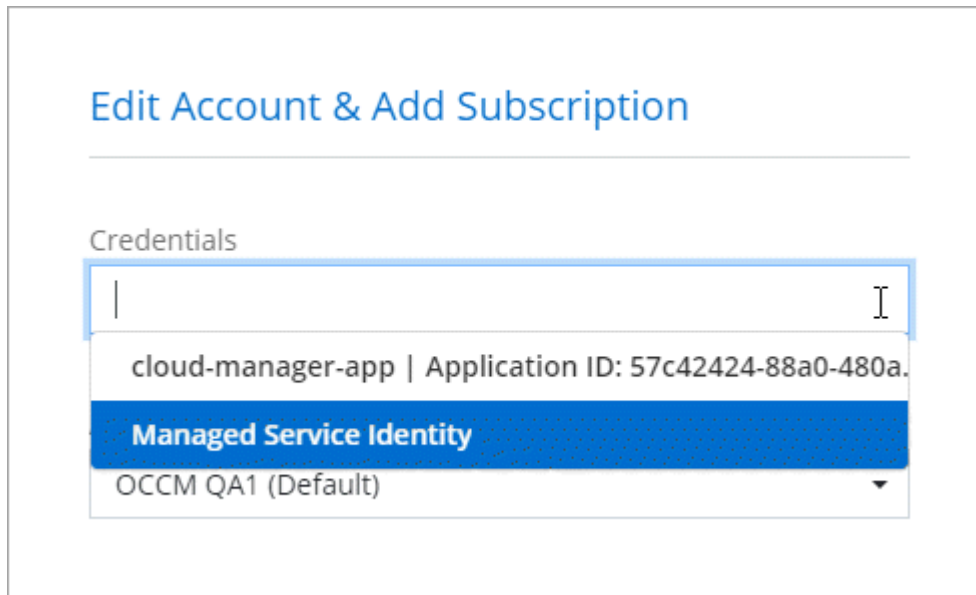 Edit Account & Add Subscription
Credentials
cloud-manager-app | Application ID: 57c42424-88a0-480a.
Managed Service Identity
OCCM QA1 (Default)